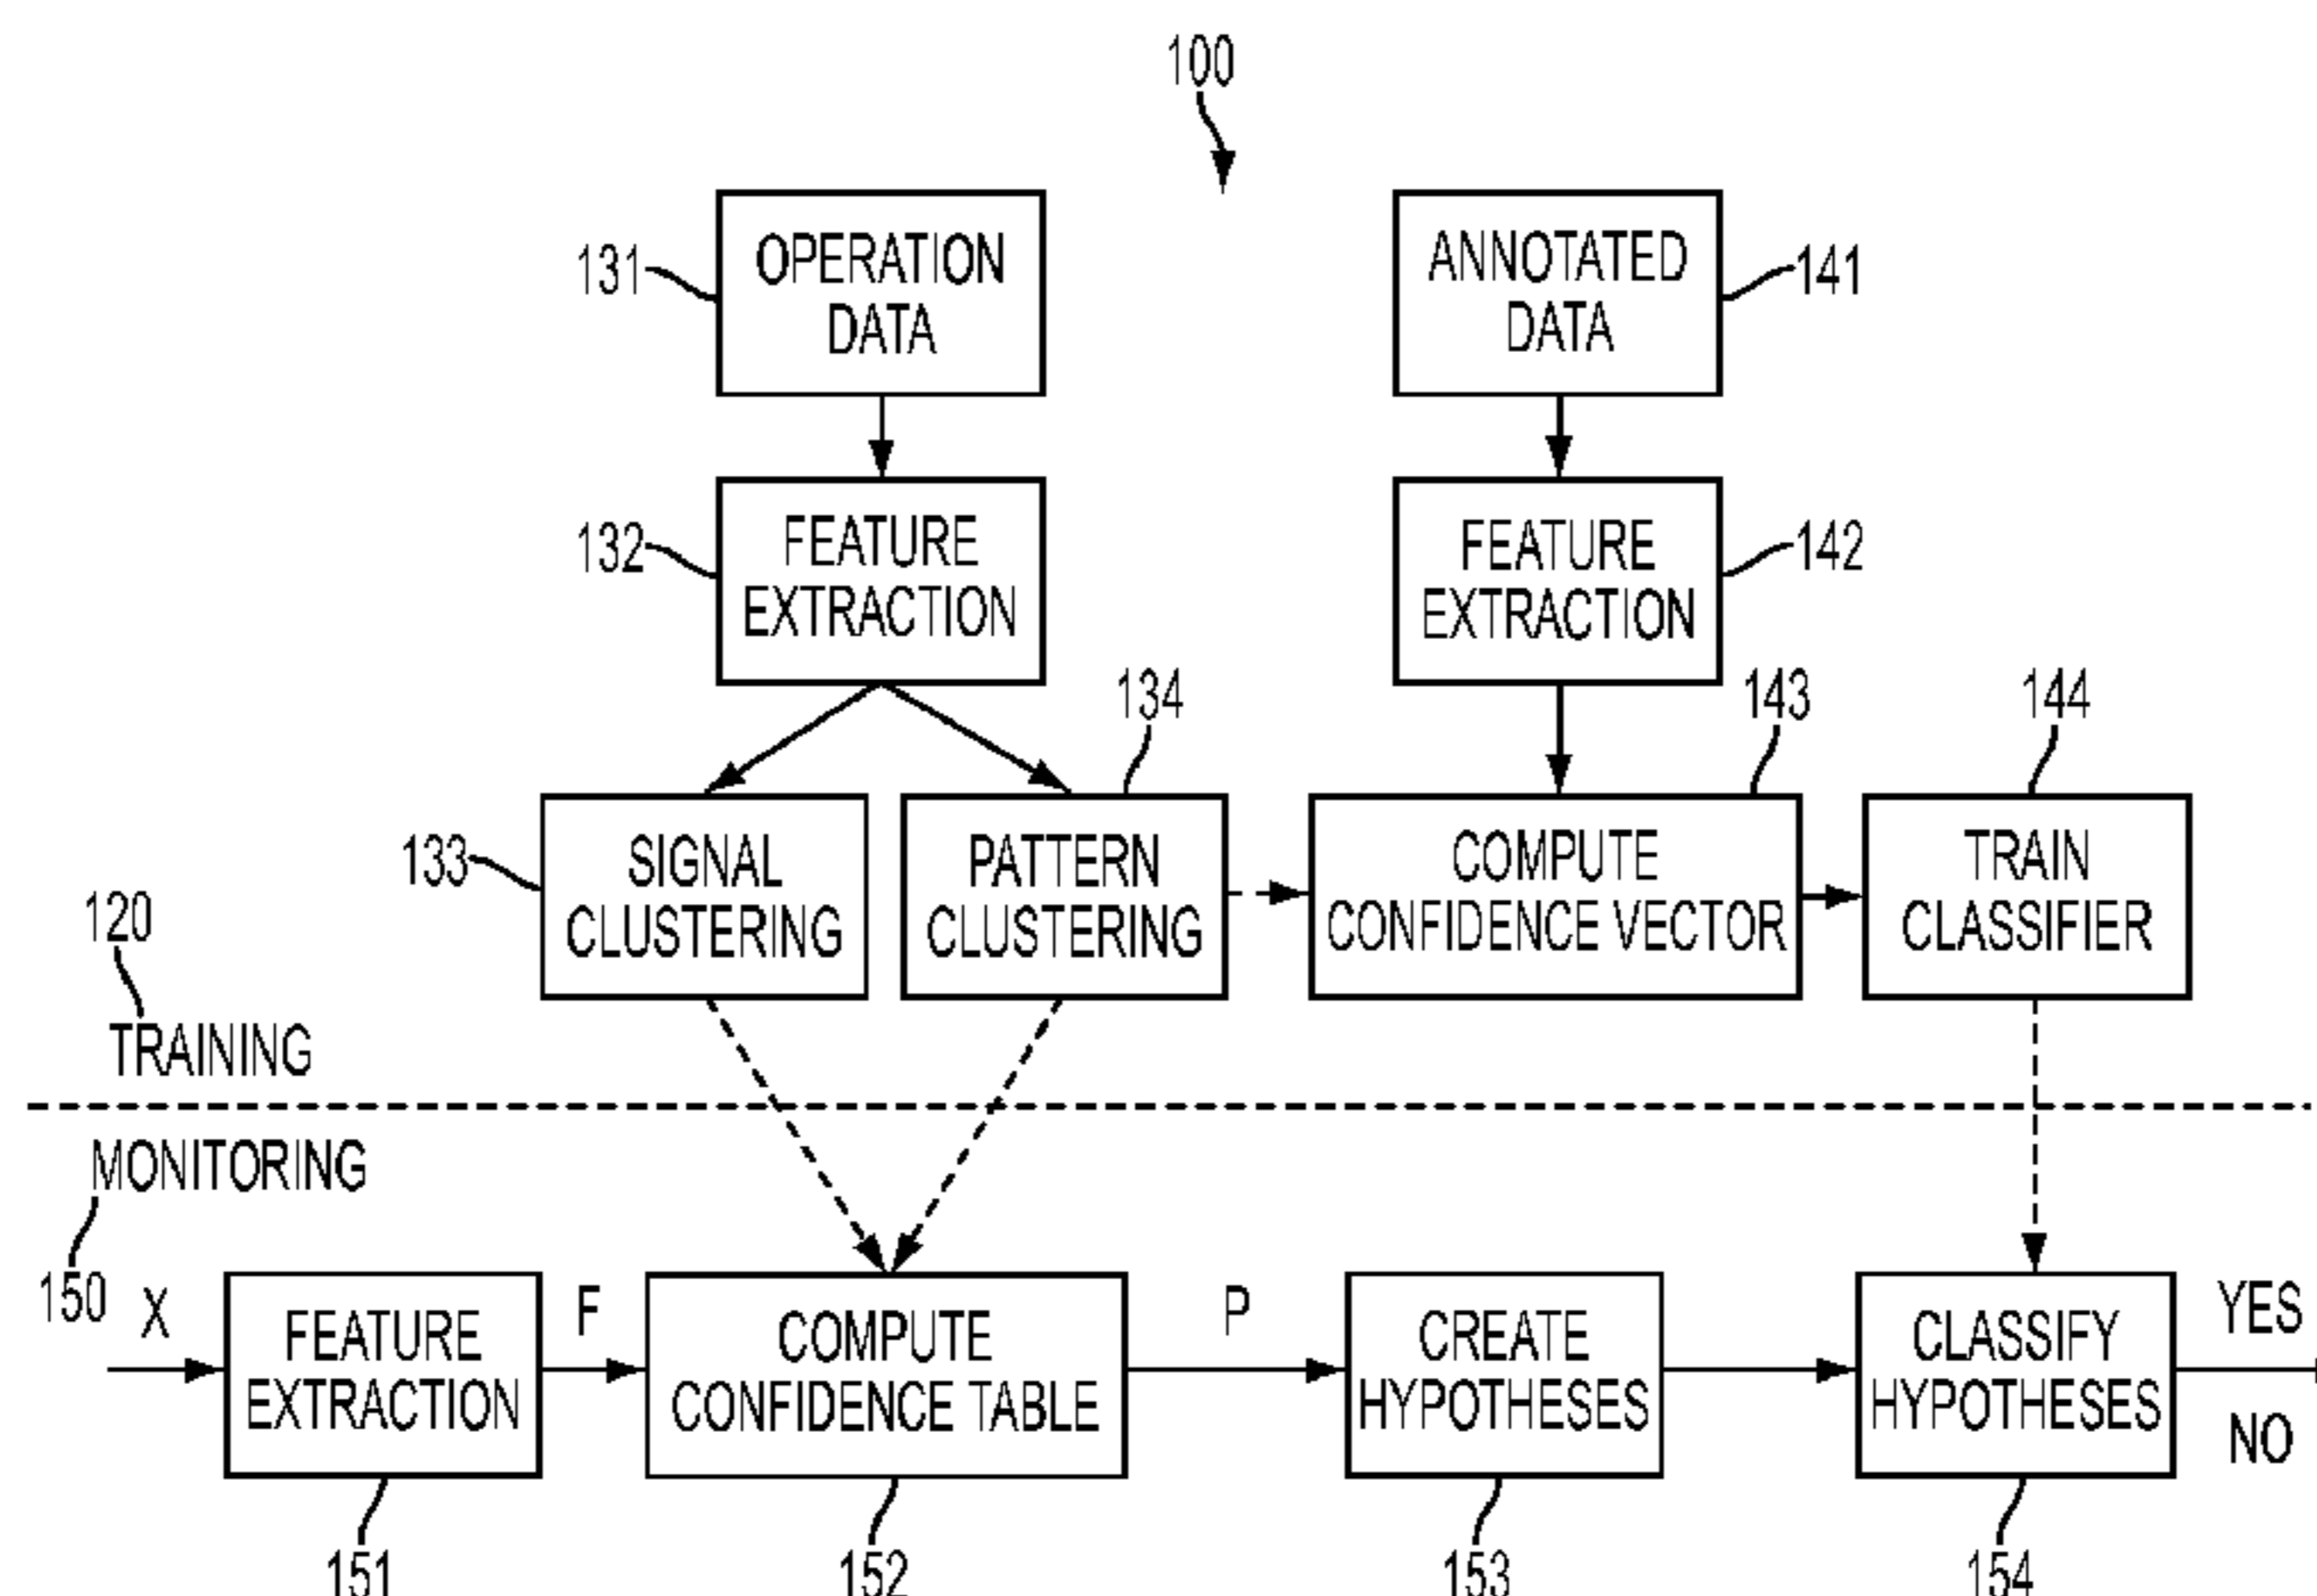 100
131
OPERATION
DATA
ANNOTATED
DATA
141
132
FEATURE
EXTRACTION
FEATURE
EXTRACTION
142
134
143
144
133
SIGNAL
CLUSTERING
PATTERN
CLUSTERING
COMPUTE
CONFIDENCE VECTOR
TRAIN
CLASSIFIER
120
TRAINING
MONITORING
150
X
FEATURE
EXTRACTION
F
COMPUTE
CONFIDENCE TABLE
P
CREATE
HYPOTHESES
CLASSIFY
HYPOTHESES
YES
NO
151
152
153
154